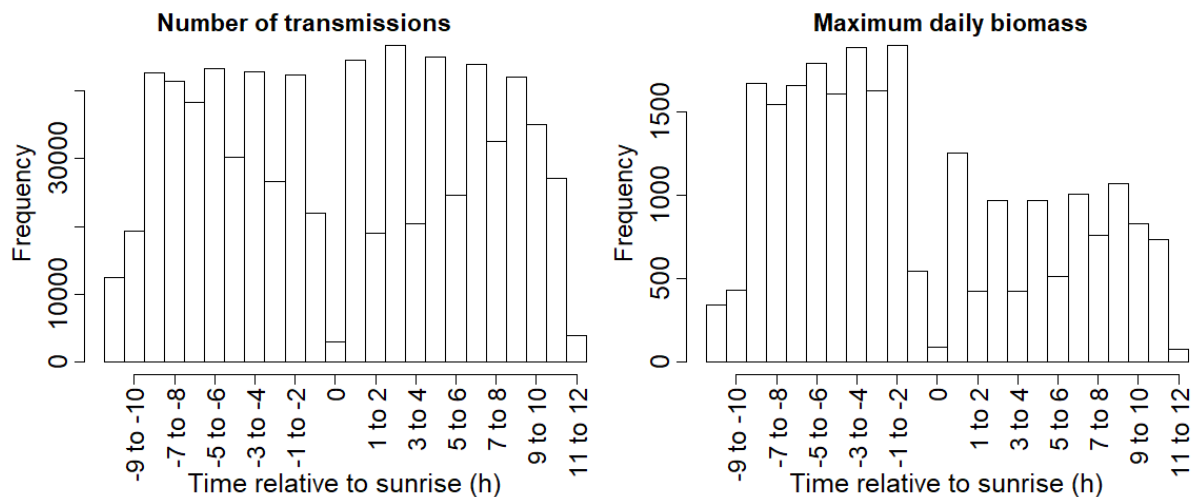 Number of transmissions
Frequency
0
10000
30000
-9 to -10
-7 to -8
-5 to -6
-3 to -4
-1 to -2
0
1 to 2
3 to 4
5 to 6
7 to 8
9 to 10
11 to 12
Time relative to sunrise (h)
Maximum daily biomass
Frequency
0
500
1000
1500
-9 to -10
-7 to -8
-5 to -6
-3 to -4
-1 to -2
0
1 to 2
3 to 4
5 to 6
7 to 8
9 to 10
11 to 12
Time relative to sunrise (h)